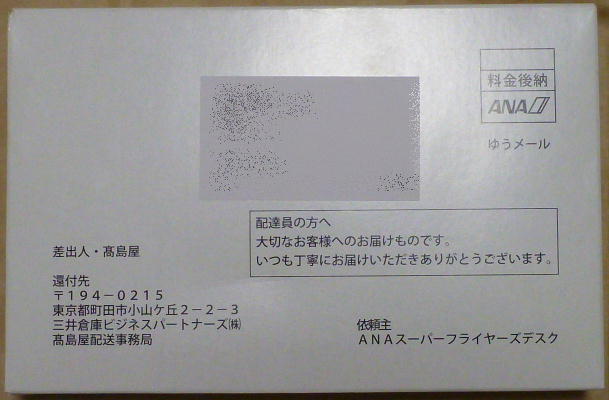 料金後納
ANA
ゆうメール
配達員の方へ
大切なお客様へのお届けものです。
いつも丁寧にお届けいただきありがとうございます。
差出人・髙島屋
還付先
〒194-0215
東京都町田市小山ケ丘2-2-3
三井倉庫ビジネスパートナーズ㈱
髙島屋配送事務局
依頼主
ANAスーパーフライヤーズデスク